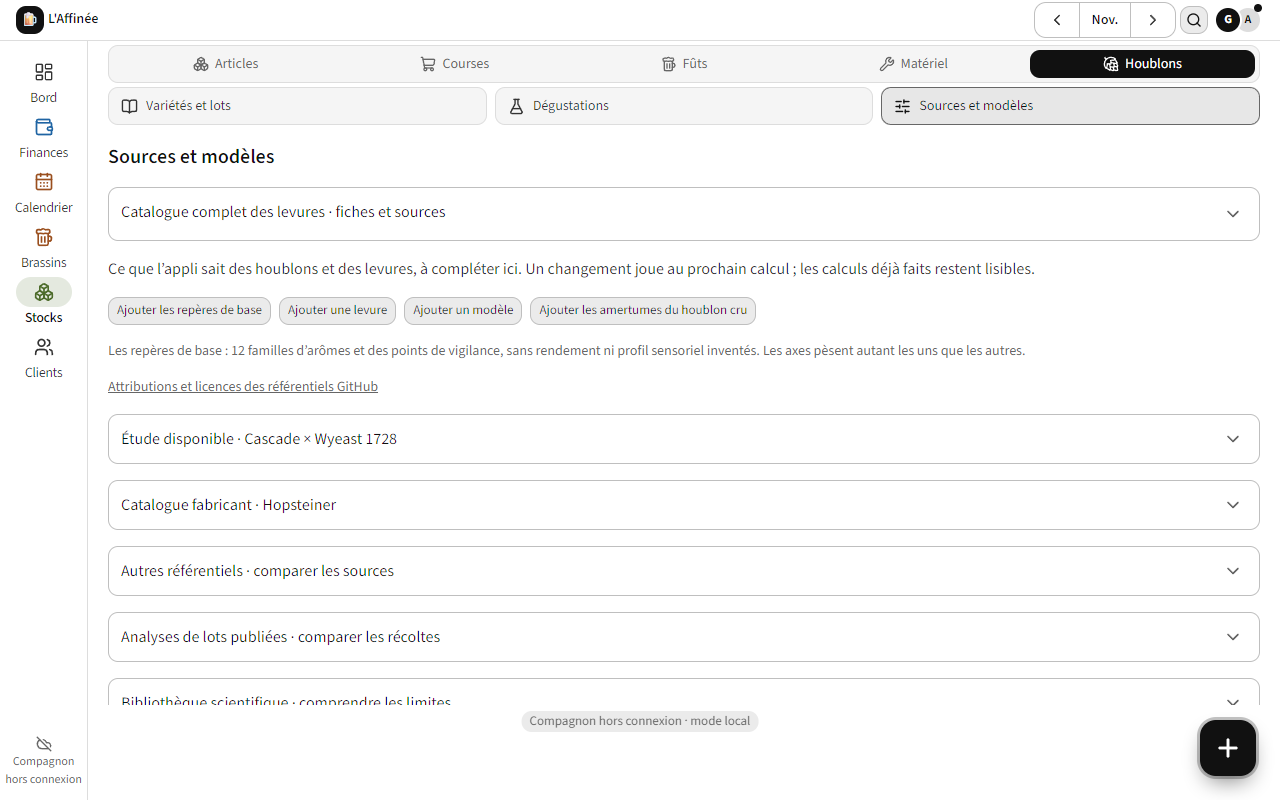 L'Affinée
Nov.
G
A
Bord
Finances
Calendrier
Brassins
Stocks
Clients
Compagnon
hors connexion
Articles
Courses
Fûts
Matériel
Houblons
Variétés et lots
Dégustations
Sources et modèles
Sources et modèles
Catalogue complet des levures · fiches et sources
Ce que l’appli sait des houblons et des levures, à compléter ici. Un changement joue au prochain calcul ; les calculs déjà faits restent lisibles.
Ajouter les repères de base
Ajouter une levure
Ajouter un modèle
Ajouter les amertumes du houblon cru
Les repères de base : 12 familles d’arômes et des points de vigilance, sans rendement ni profil sensoriel inventés. Les axes pèsent autant les uns que les autres.
Attributions et licences des référentiels GitHub
Étude disponible · Cascade × Wyeast 1728
Catalogue fabricant · Hopsteiner
Autres référentiels · comparer les sources
Analyses de lots publiées · comparer les récoltes
Bibliothèque scientifique · comprendre les limites
Compagnon hors connexion · mode local